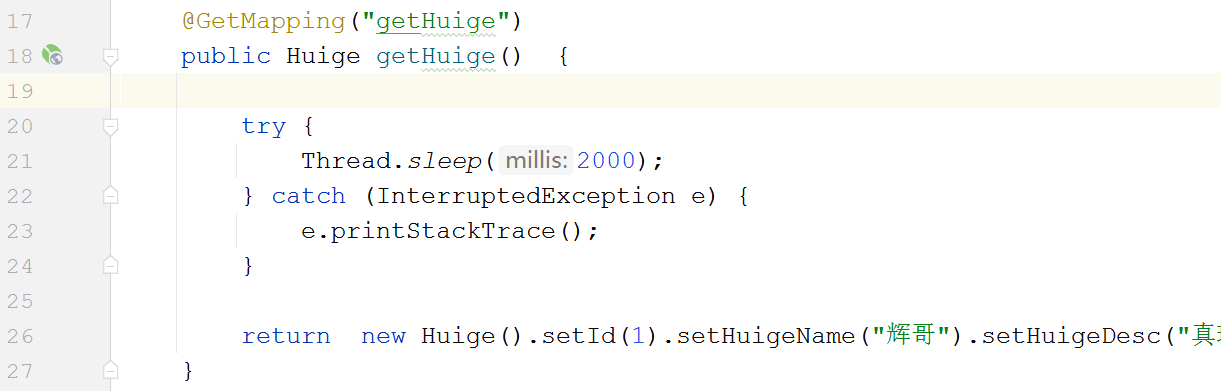 17 @GetMapping("getHuige")
18 public Huige getHuige() {
19
20 try {
21 Thread.sleep( millis: 2000);
22 } catch (InterruptedException e) {
23 e.printStackTrace();
24 }
25
26 return new Huige().setId(1).setHuigeName("辉哥").setHuigeDesc("真
27 }